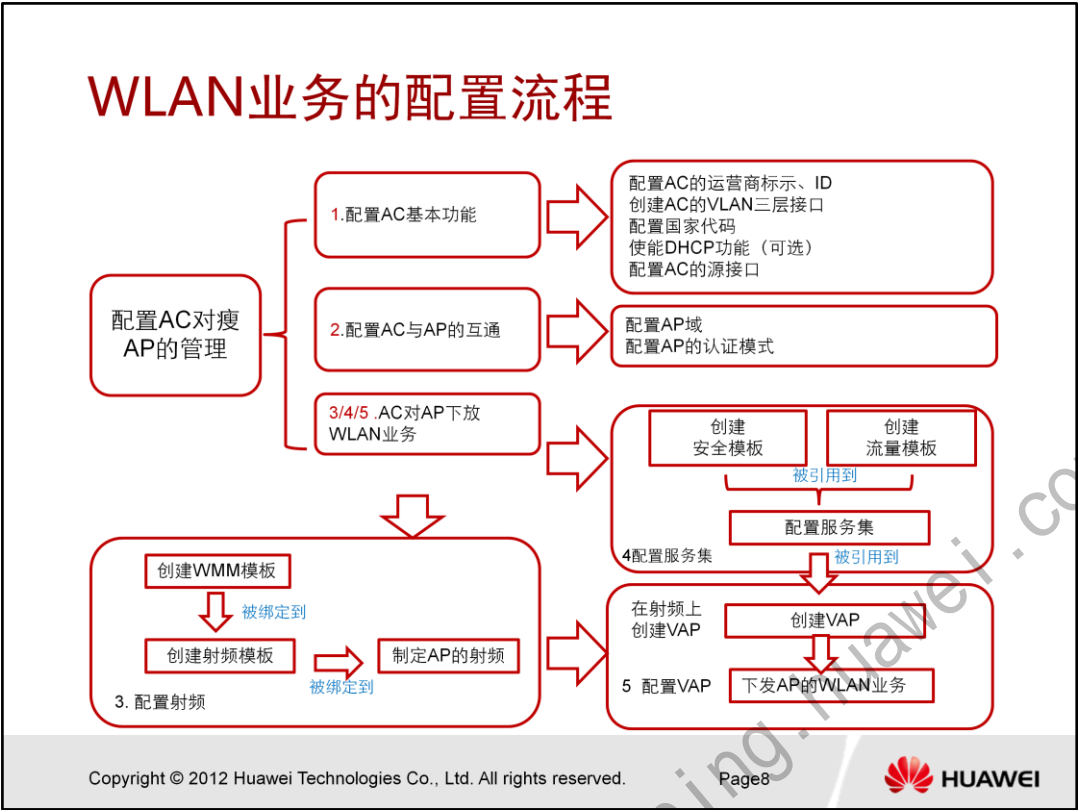 WLAN业务的配置流程
配置AC对瘦
AP的管理
1.配置AC基本功能
配置AC的运营商标示、ID
创建AC的VLAN三层接口
配置国家代码
使能DHCP功能（可选）
配置AC的源接口
2.配置AC与AP的互通
配置AP域
配置AP的认证模式
3/4/5 .AC对AP下放
WLAN业务
创建
安全模板
创建
流量模板
被引用到
配置服务集
4配置服务集
被引用到
创建WMM模板
被绑定到
创建射频模板
被绑定到
制定AP的射频
3. 配置射频
在射频上
创建VAP
创建VAP
5 配置VAP
下发AP的WLAN业务
Copyright © 2012 Huawei Technologies Co., Ltd. All rights reserved.
Page8
HUAWEI
ning.huawei.co